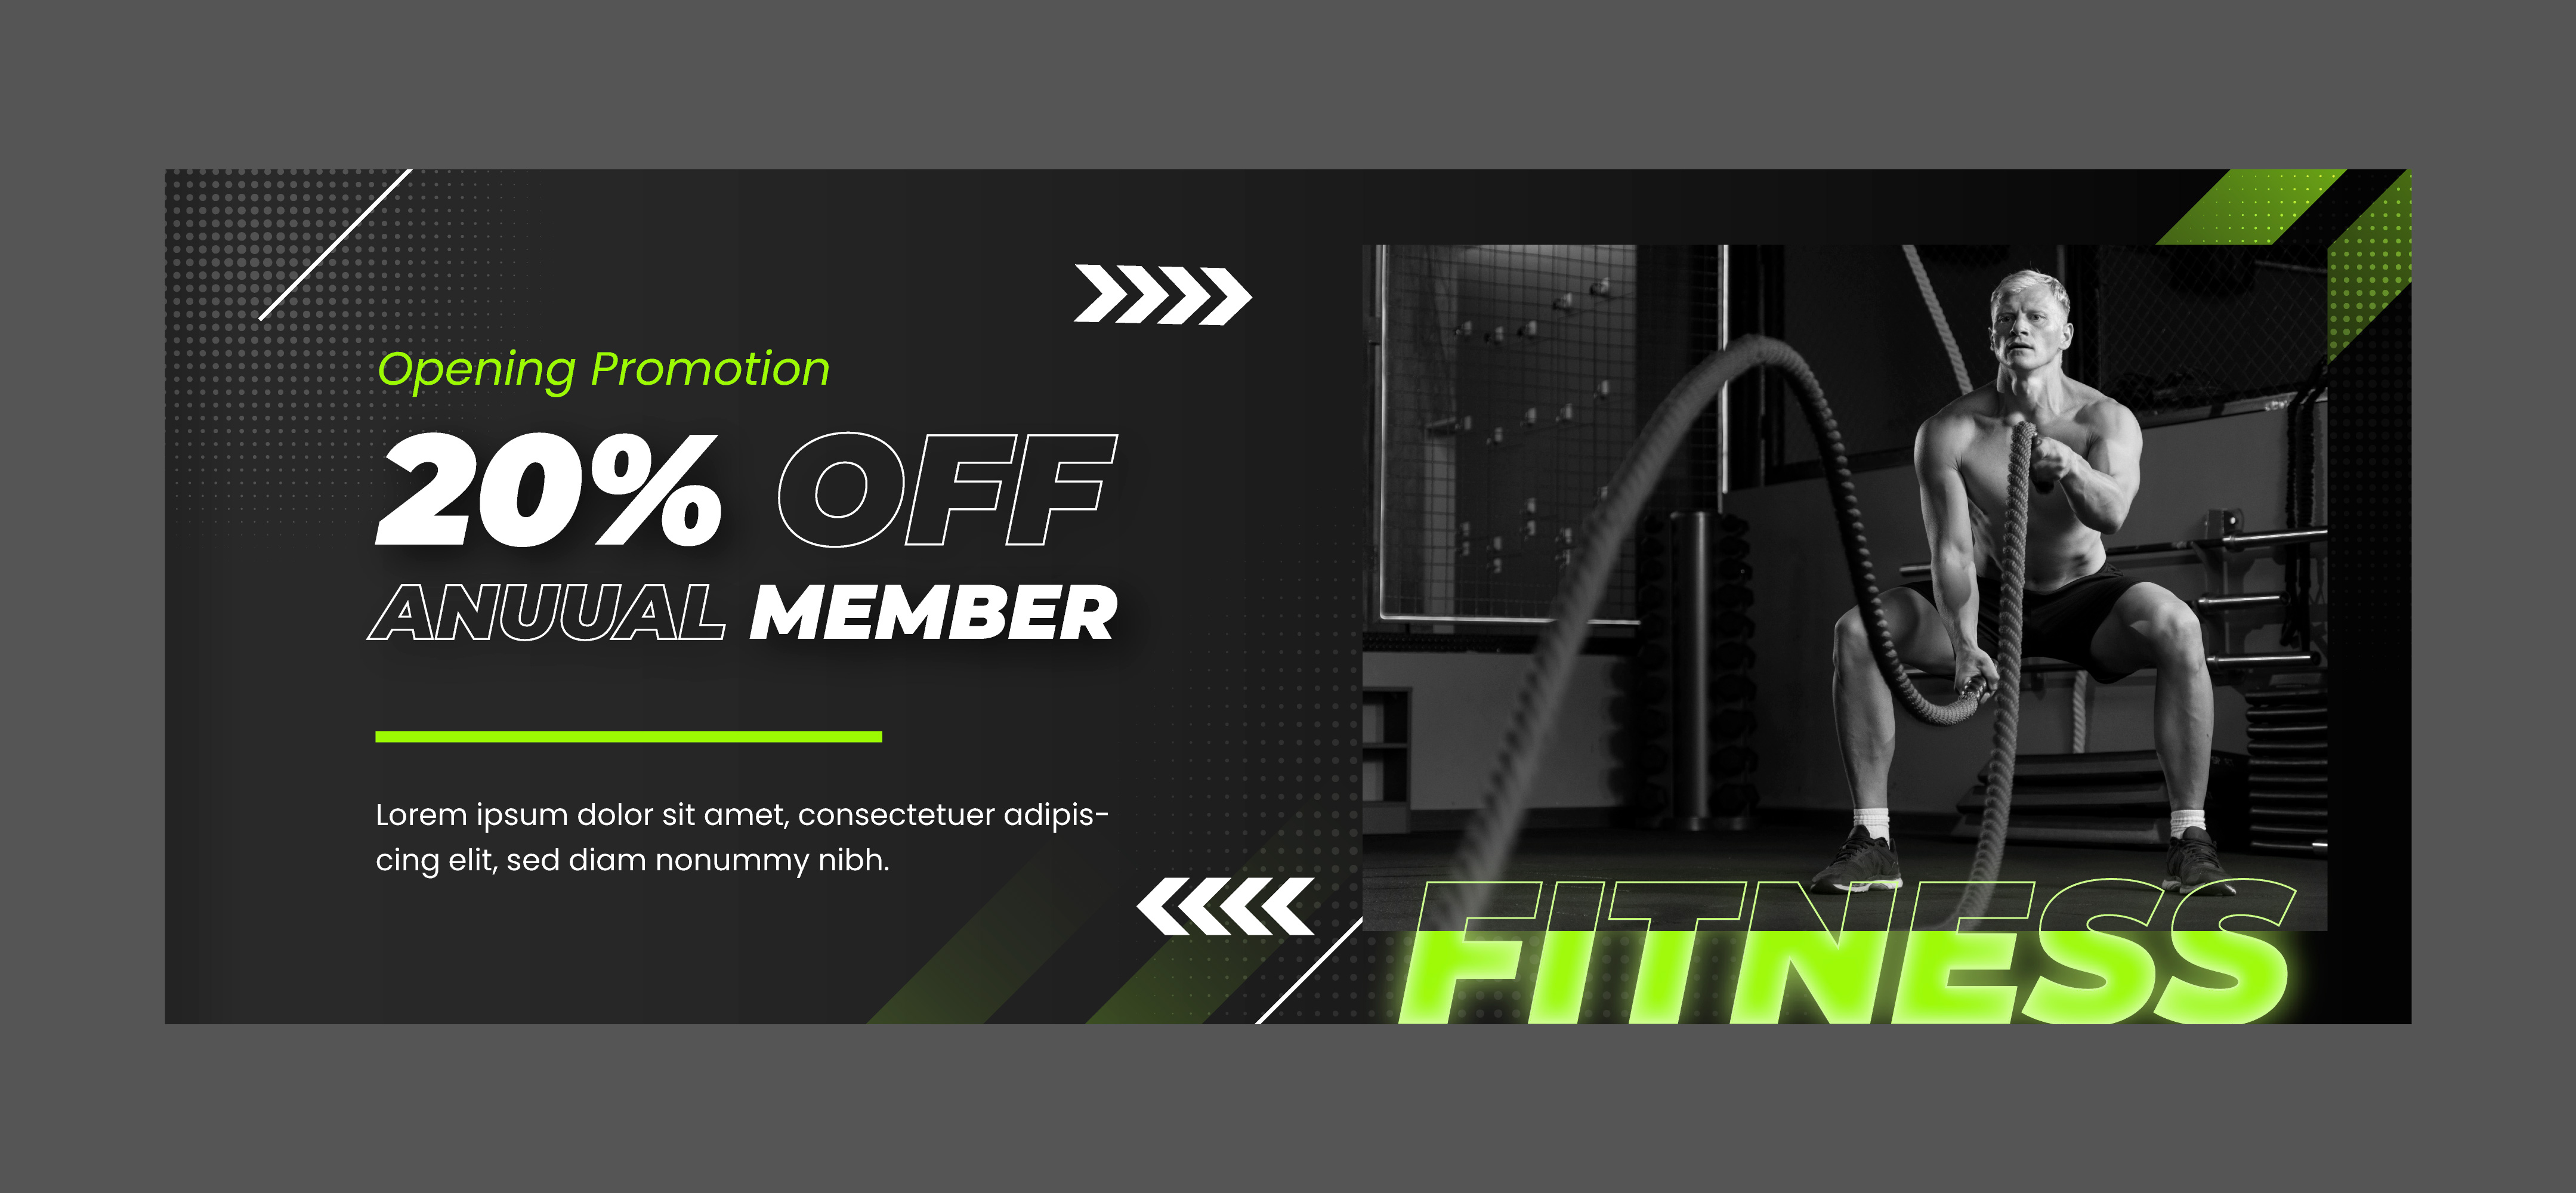 Opening Promotion
20% OFF
ANUUAL MEMBER
Lorem ipsum dolor sit amet, consectetuer adipis-
cing elit, sed diam nonummy nibh.
FITNESS